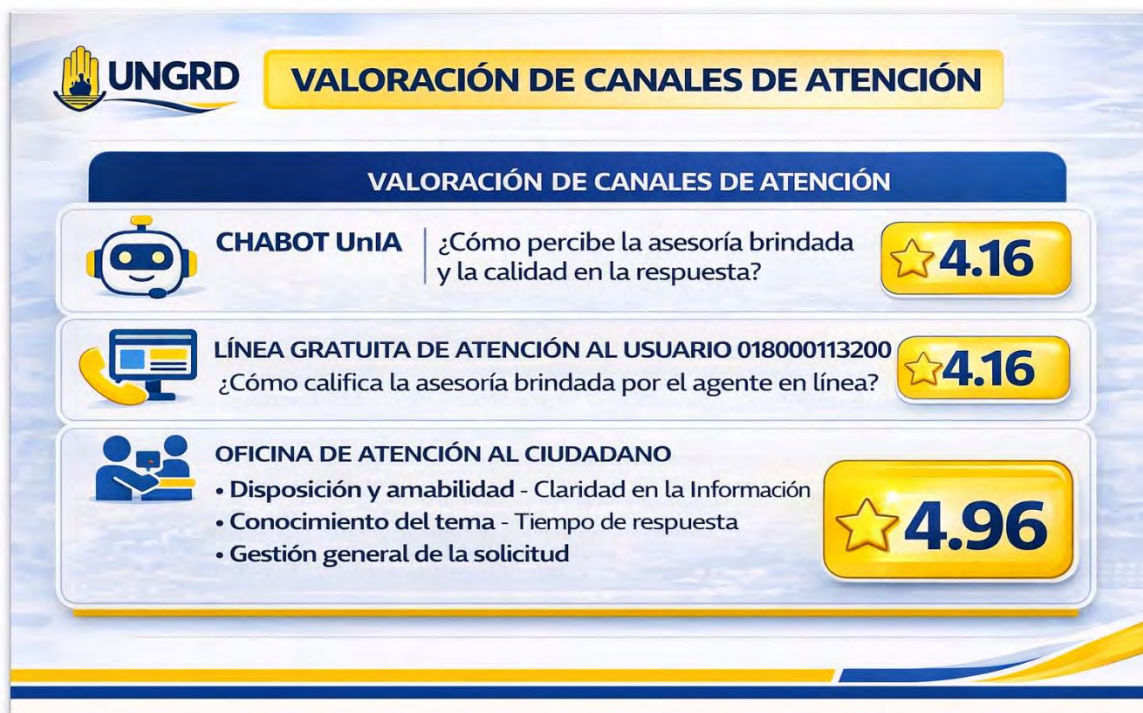 UNGRD
VALORACIÓN DE CANALES DE ATENCIÓN
VALORACIÓN DE CANALES DE ATENCIÓN
CHABOT UnIA
¿Cómo percibe la asesoría brindada
y la calidad en la respuesta?
4.16
LÍNEA GRATUITA DE ATENCIÓN AL USUARIO 018000113200
¿Cómo califica la asesoría brindada por el agente en línea?
4.16
OFICINA DE ATENCIÓN AL CIUDADANO
• Disposición y amabilidad - Claridad en la Información
• Conocimiento del tema - Tiempo de respuesta
• Gestión general de la solicitud
4.96